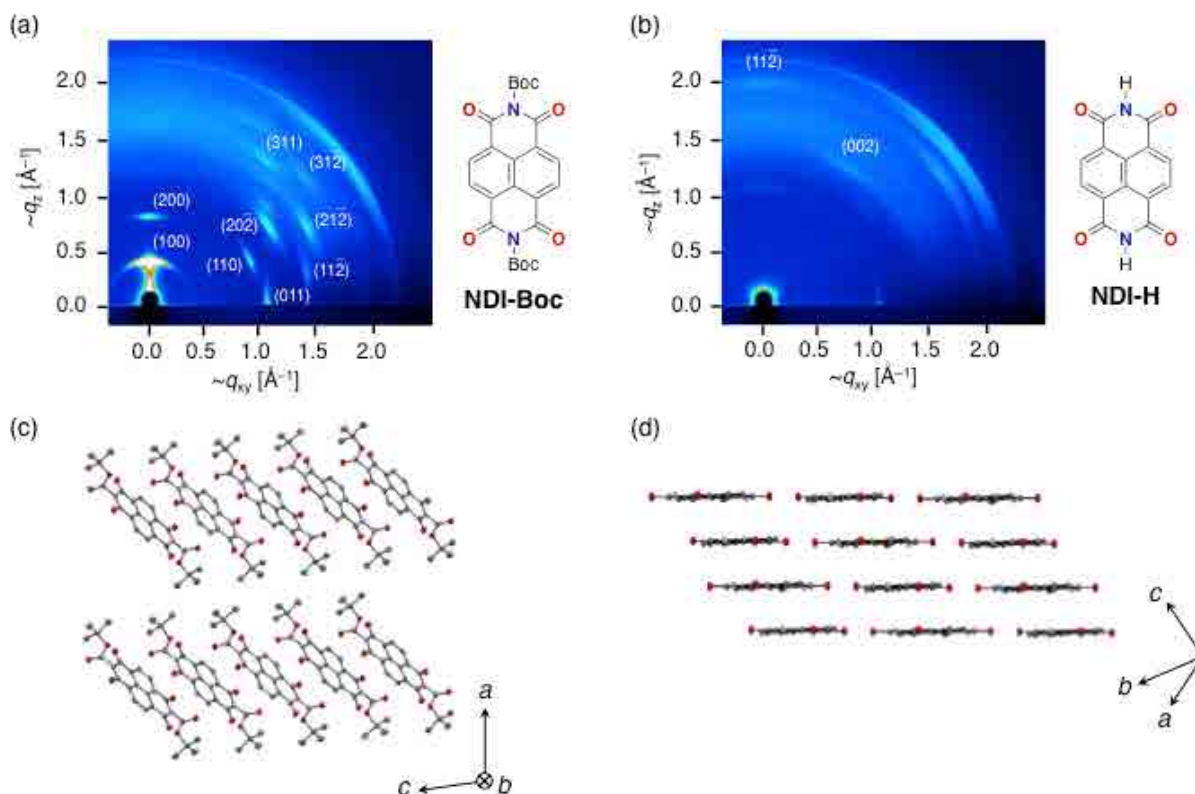 (a)
2.0
1.5
1.0
0.5
0.0
~q_z [Å⁻¹]
(311)
(312̄)
(200)
(202̄)
(212̄)
(100)
(110)
(112̄)
(011)
0.0 0.5 1.0 1.5 2.0
~q_xy [Å⁻¹]
Boc
O N O
O N O
Boc
NDI-Boc
(b)
(112̄)
2.0
1.5
1.0
0.5
0.0
~q_z [Å⁻¹]
(002)
0.0 0.5 1.0 1.5 2.0
~q_xy [Å⁻¹]
H
O N O
O N O
H
NDI-H
(c)
a
c b
(d)
c
b
a